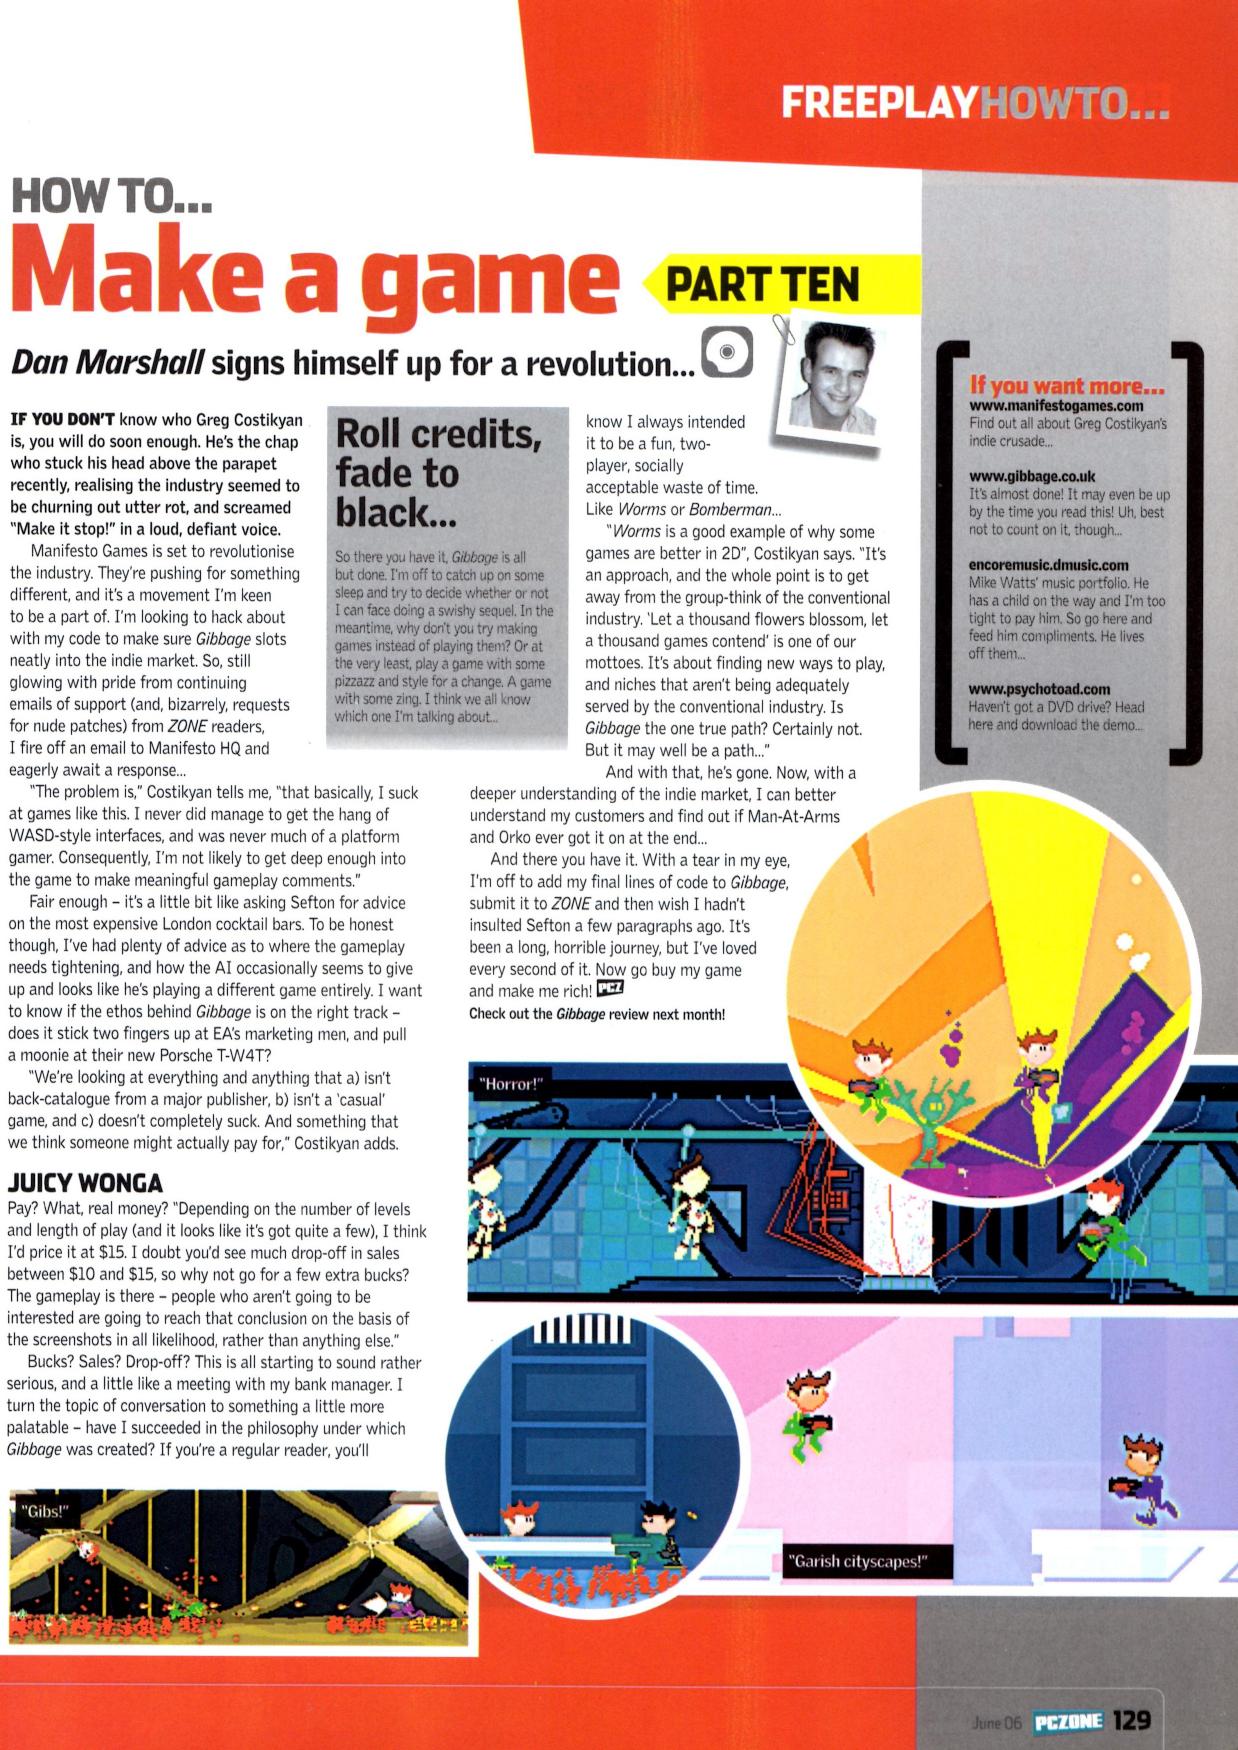 FREEPLAYHOWTO...
HOW TO...
Make a game
PART TEN
Dan Marshall signs himself up for a revolution...
IF YOU DON'T know who Greg Costikyan
is, you will do soon enough. He's the chap
who stuck his head above the parapet
recently, realising the industry seemed to
be churning out utter rot, and screamed
"Make it stop!" in a loud, defiant voice.
Manifesto Games is set to revolutionise
the industry. They're pushing for something
different, and it's a movement I'm keen
to be a part of. I'm looking to hack about
with my code to make sure Gibbage slots
neatly into the indie market. So, still
glowing with pride from continuing
emails of support (and, bizarrely, requests
for nude patches) from ZONE readers,
I fire off an email to Manifesto HQ and
eagerly await a response...
"The problem is," Costikyan tells me, "that basically, I suck
at games like this. I never did manage to get the hang of
WASD-style interfaces, and was never much of a platform
gamer. Consequently, I'm not likely to get deep enough into
the game to make meaningful gameplay comments."
Fair enough – it's a little bit like asking Sefton for advice
on the most expensive London cocktail bars. To be honest
though, I've had plenty of advice as to where the gameplay
needs tightening, and how the AI occasionally seems to give
up and looks like he's playing a different game entirely. I want
to know if the ethos behind Gibbage is on the right track –
does it stick two fingers up at EA's marketing men, and pull
a moonie at their new Porsche T-W4T?
"We're looking at everything and anything that a) isn't
back-catalogue from a major publisher, b) isn't a 'casual'
game, and c) doesn't completely suck. And something that
we think someone might actually pay for," Costikyan adds.
JUICY WONGA
Pay? What, real money? "Depending on the number of levels
and length of play (and it looks like it's got quite a few), I think
I'd price it at $15. I doubt you'd see much drop-off in sales
between $10 and $15, so why not go for a few extra bucks?
The gameplay is there – people who aren't going to be
interested are going to reach that conclusion on the basis of
the screenshots in all likelihood, rather than anything else."
Bucks? Sales? Drop-off? This is all starting to sound rather
serious, and a little like a meeting with my bank manager. I
turn the topic of conversation to something a little more
palatable – have I succeeded in the philosophy under which
Gibbage was created? If you're a regular reader, you'll
Roll credits,
fade to
black...
So there you have it, Gibbage is all
but done. I'm off to catch up on some
sleep and try to decide whether or not
I can face doing a swishy sequel. In the
meantime, why don't you try making
games instead of playing them? Or at
the very least, play a game with some
pizzazz and style for a change. A game
with some zing. I think we all know
which one I'm talking about...
know I always intended
it to be a fun, two-
player, socially
acceptable waste of time.
Like Worms or Bomberman...
"Worms is a good example of why some
games are better in 2D", Costikyan says. "It's
an approach, and the whole point is to get
away from the group-think of the conventional
industry. 'Let a thousand flowers blossom, let
a thousand games contend' is one of our
mottoes. It's about finding new ways to play,
and niches that aren't being adequately
served by the conventional industry. Is
Gibbage the one true path? Certainly not.
But it may well be a path..."
And with that, he's gone. Now, with a
deeper understanding of the indie market, I can better
understand my customers and find out if Man-At-Arms
and Orko ever got it on at the end...
And there you have it. With a tear in my eye,
I'm off to add my final lines of code to Gibbage,
submit it to ZONE and then wish I hadn't
insulted Sefton a few paragraphs ago. It's
been a long, horrible journey, but I've loved
every second of it. Now go buy my game
and make me rich! PCZ
Check out the Gibbage review next month!
If you want more...
www.manifestogames.com
Find out all about Greg Costikyan's
indie crusade...
www.gibbage.co.uk
It's almost done! It may even be up
by the time you read this! Uh, best
not to count on it, though...
encoremusic.dmusic.com
Mike Watts' music portfolio. He
has a child on the way and I'm too
tight to pay him. So go here and
feed him compliments. He lives
off them...
www.psychotoad.com
Haven't got a DVD drive? Head
here and download the demo...
"Horror!"
"Gibs!"
"Garish cityscapes!"
June 06 PCZONE 129